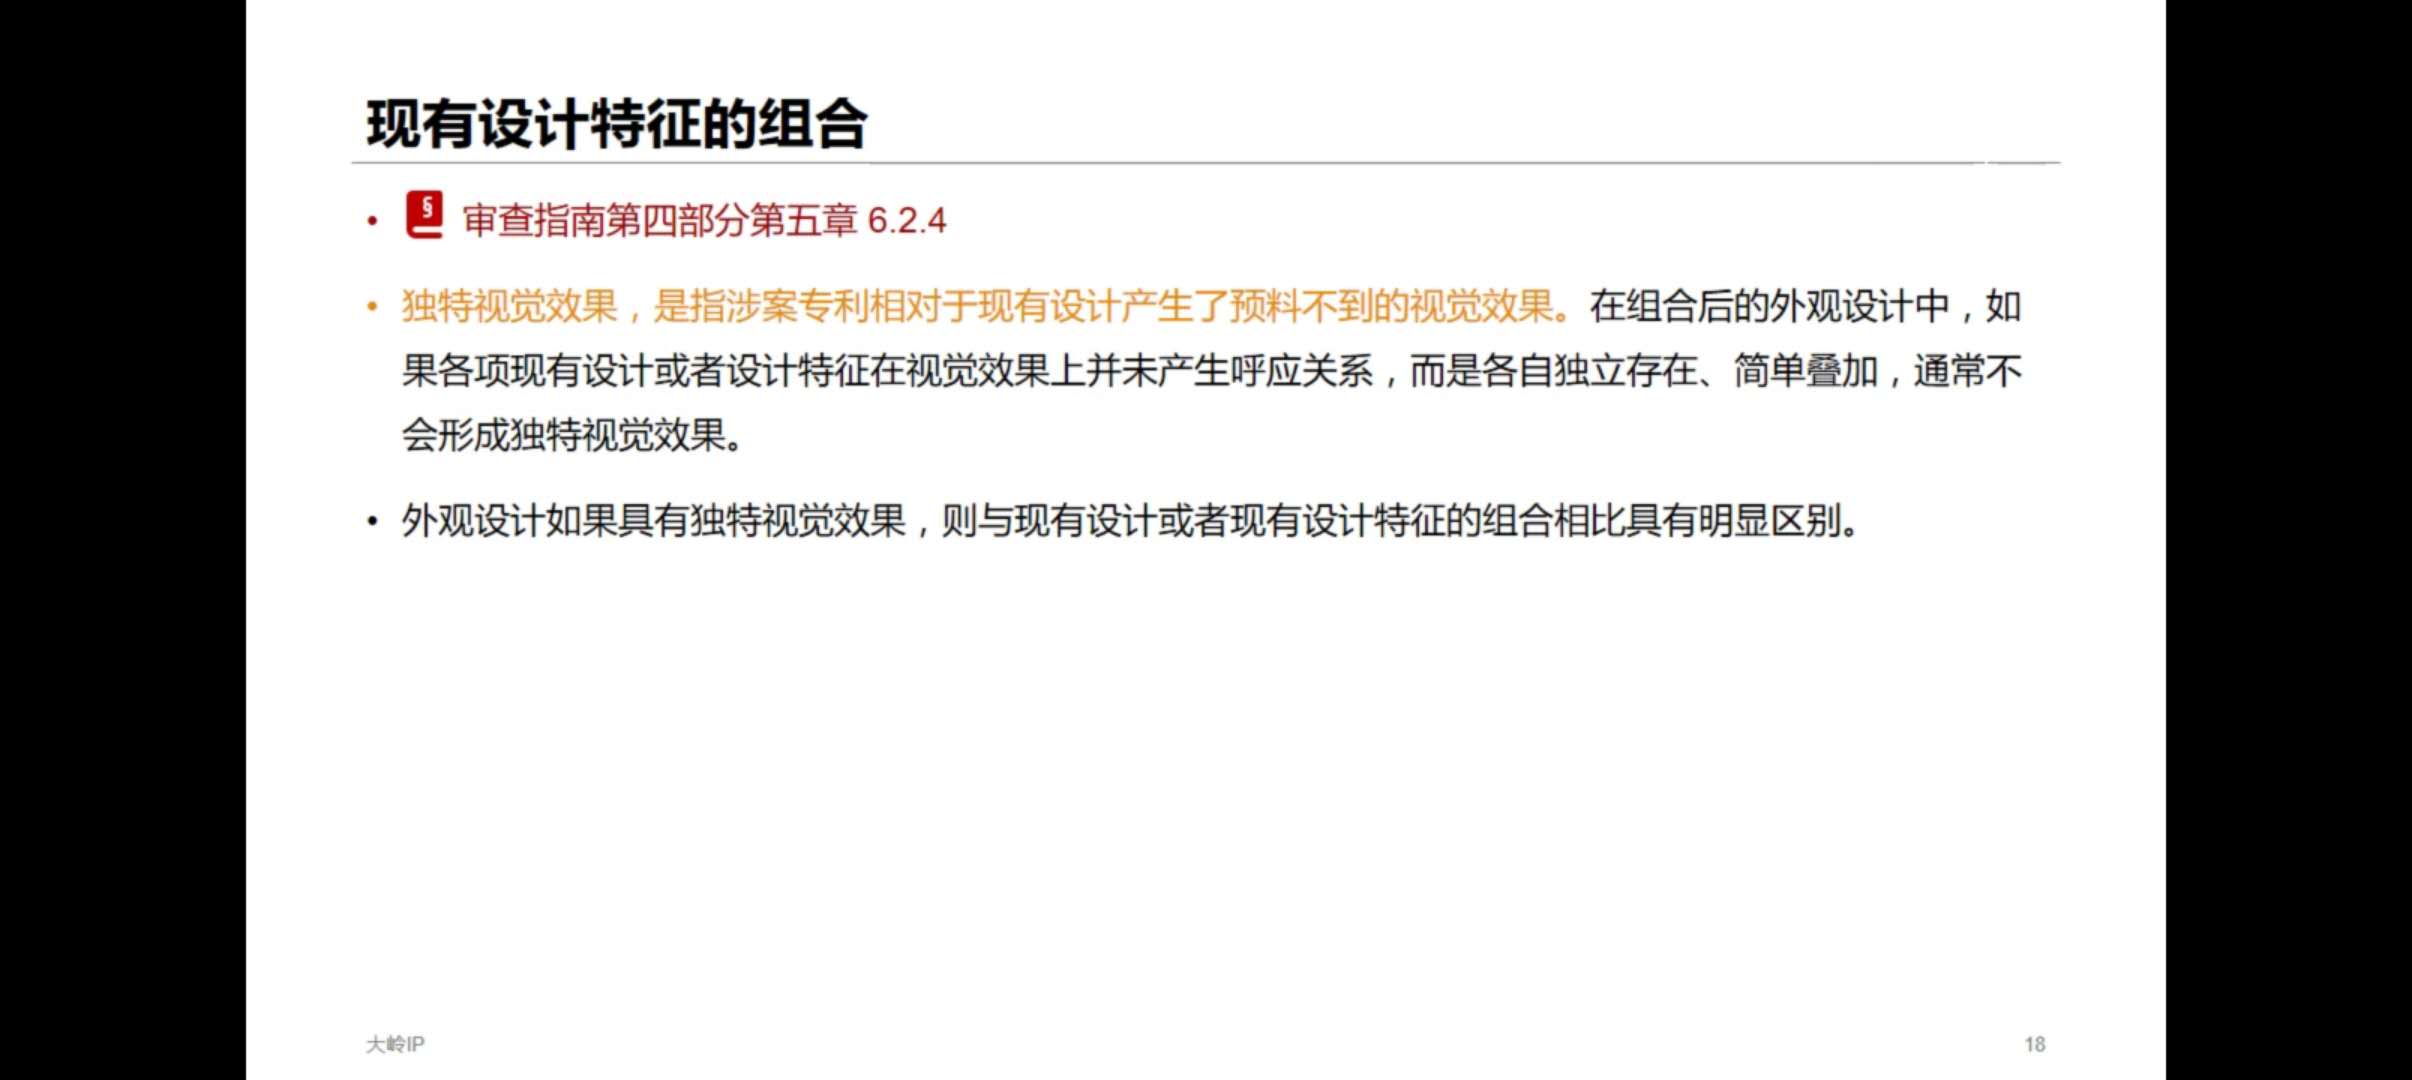 现有设计特征的组合
• § 审查指南第四部分第五章 6.2.4
• 独特视觉效果，是指涉案专利相对于现有设计产生了预料不到的视觉效果。在组合后的外观设计中，如
果各项现有设计或者设计特征在视觉效果上并未产生呼应关系，而是各自独立存在、简单叠加，通常不
会形成独特视觉效果。
• 外观设计如果具有独特视觉效果，则与现有设计或者现有设计特征的组合相比具有明显区别。
大岭IP
18